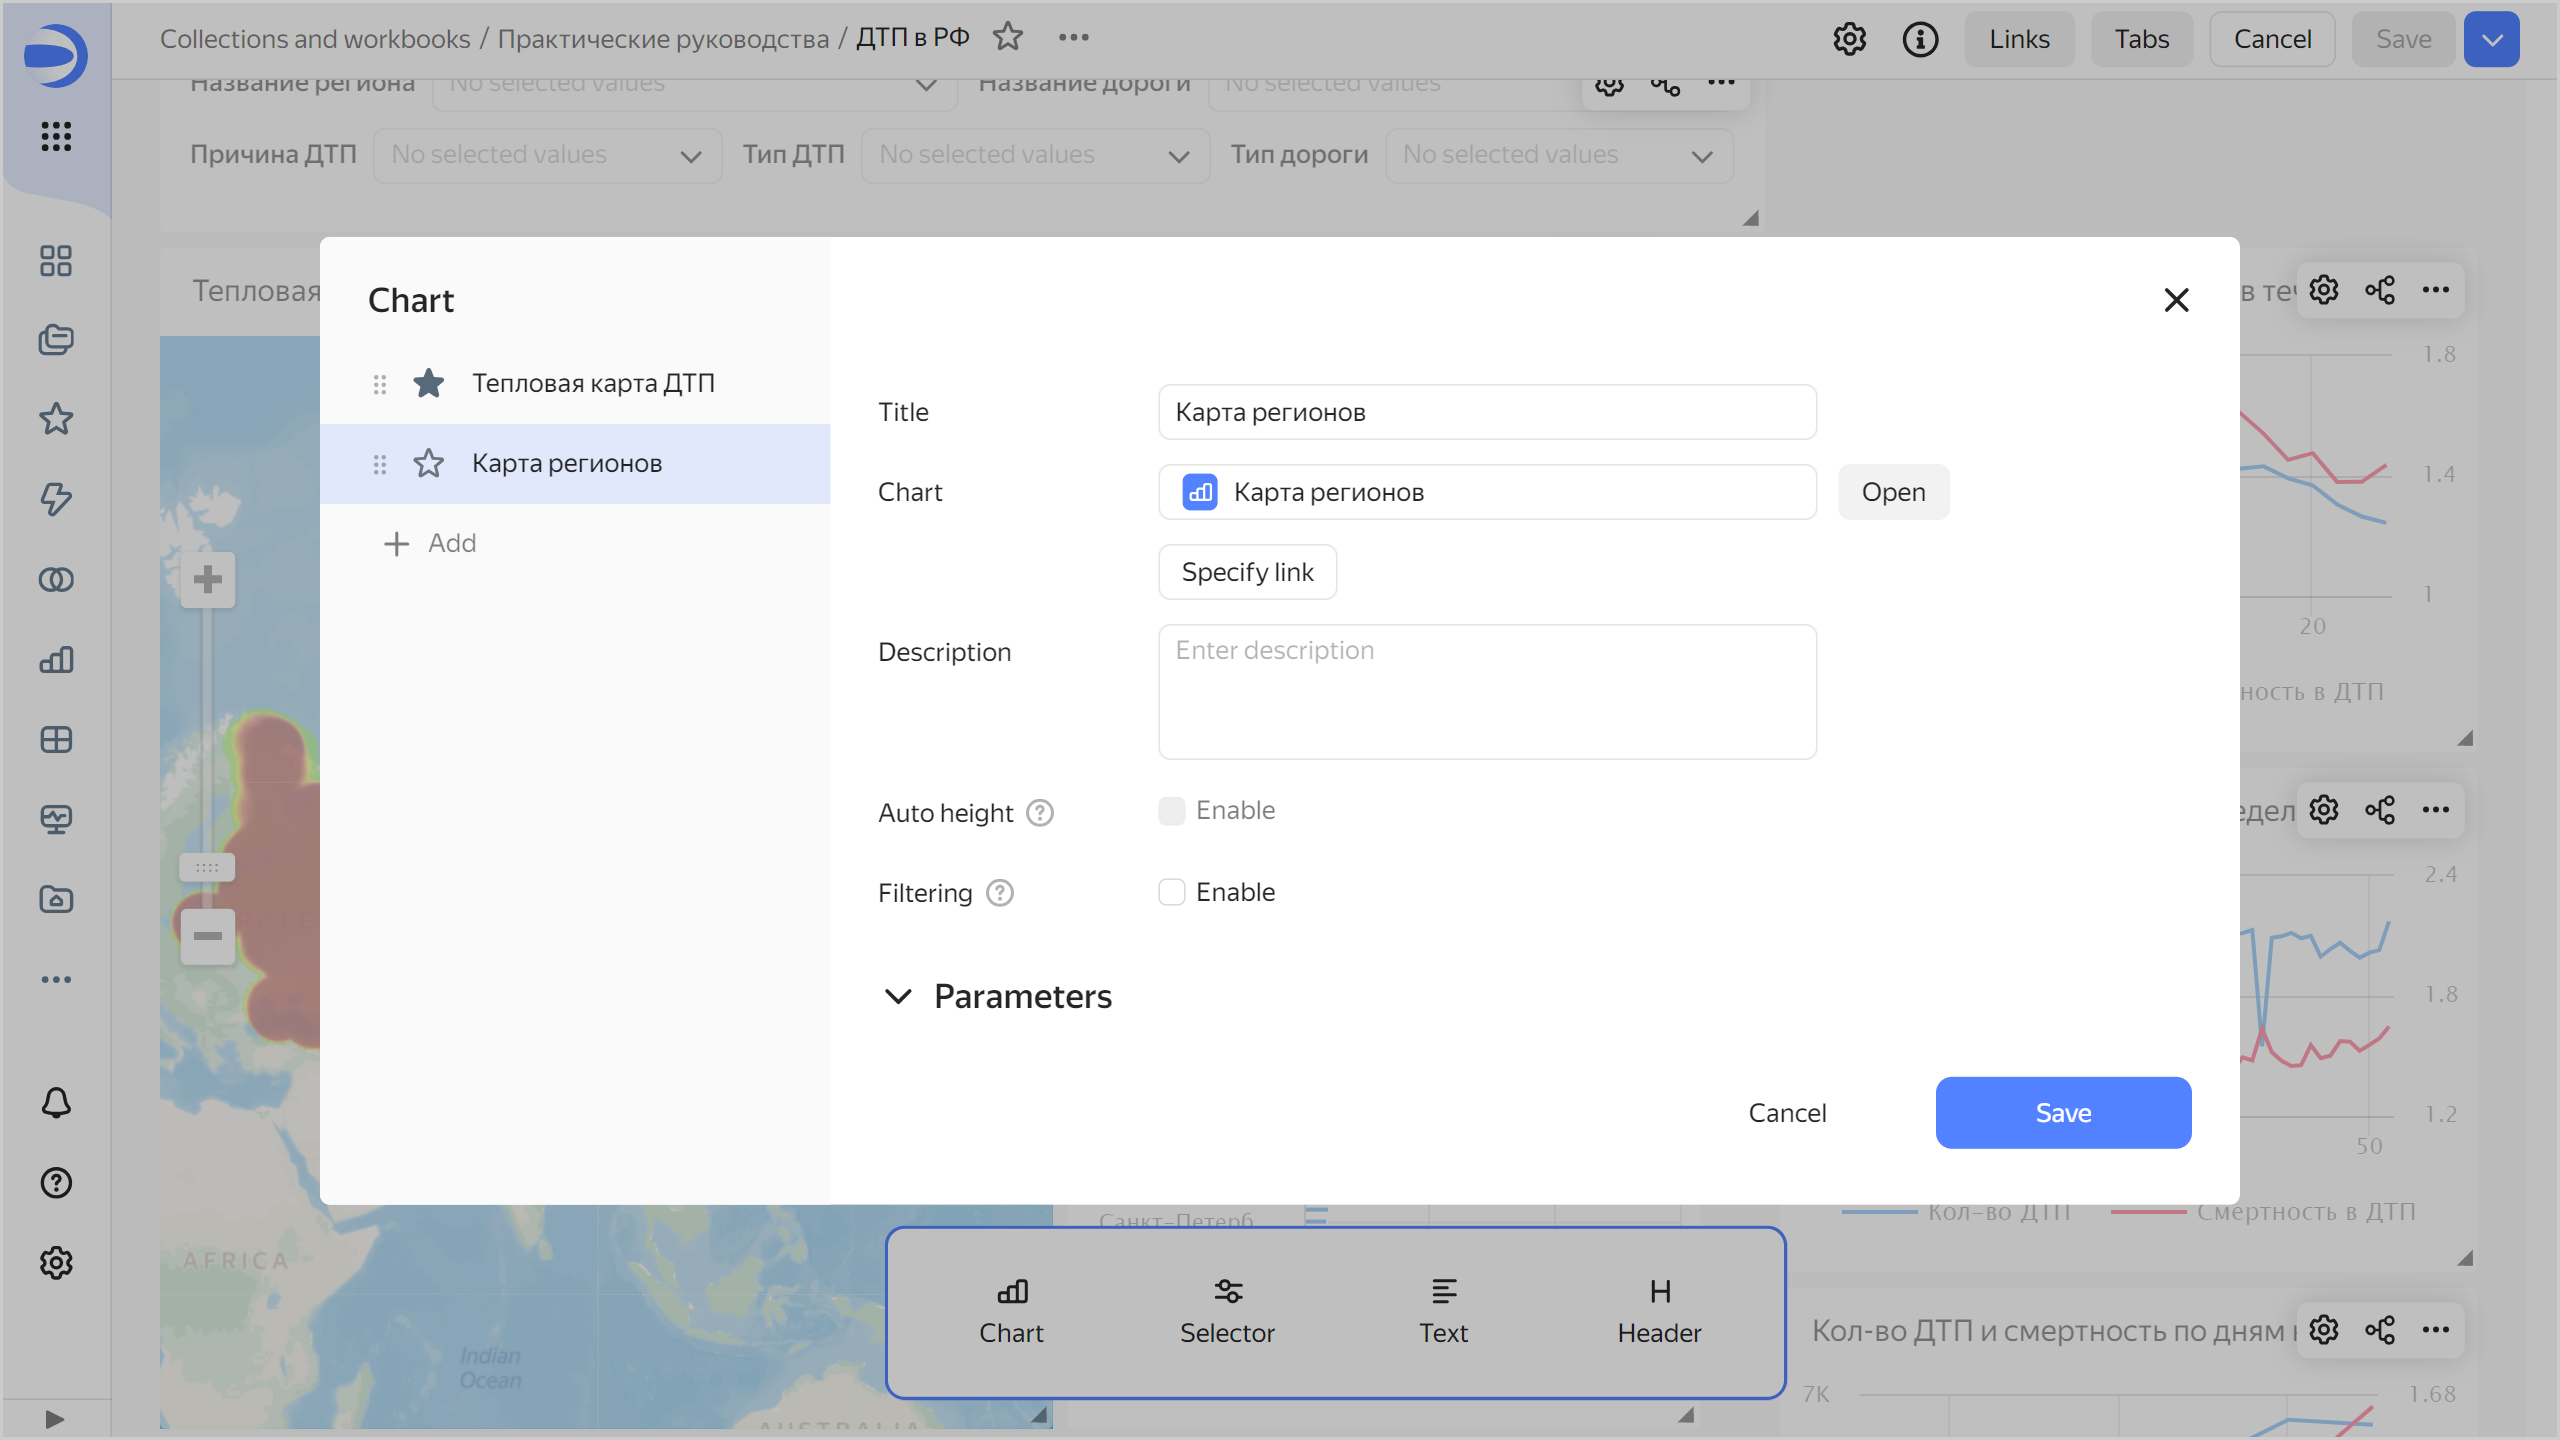 Collections and workbooks / Практические руководства / ДТП в РФ
Links
Tabs
Cancel
Save
Название региона
No selected values
Название дороги
No selected values
Причина ДТП
No selected values
Тип ДТП
No selected values
Тип дороги
No selected values
Тепловая
в теч
Chart
Тепловая карта ДТП
Карта регионов
Add
Title
Карта регионов
Chart
Карта регионов
Open
Specify link
Description
Enter description
Auto height
Enable
Filtering
Enable
Parameters
Cancel
Save
1.8
1.4
1
20
ность в ДТП
едел
2.4
1.8
1.2
50
Кол-во ДТП
Смертность в ДТП
Санкт-Петерб
AFRICA
Indian
Ocean
AUSTRALIA
Chart
Selector
Text
H
Header
Кол-во ДТП и смертность по дням
7K
1.68